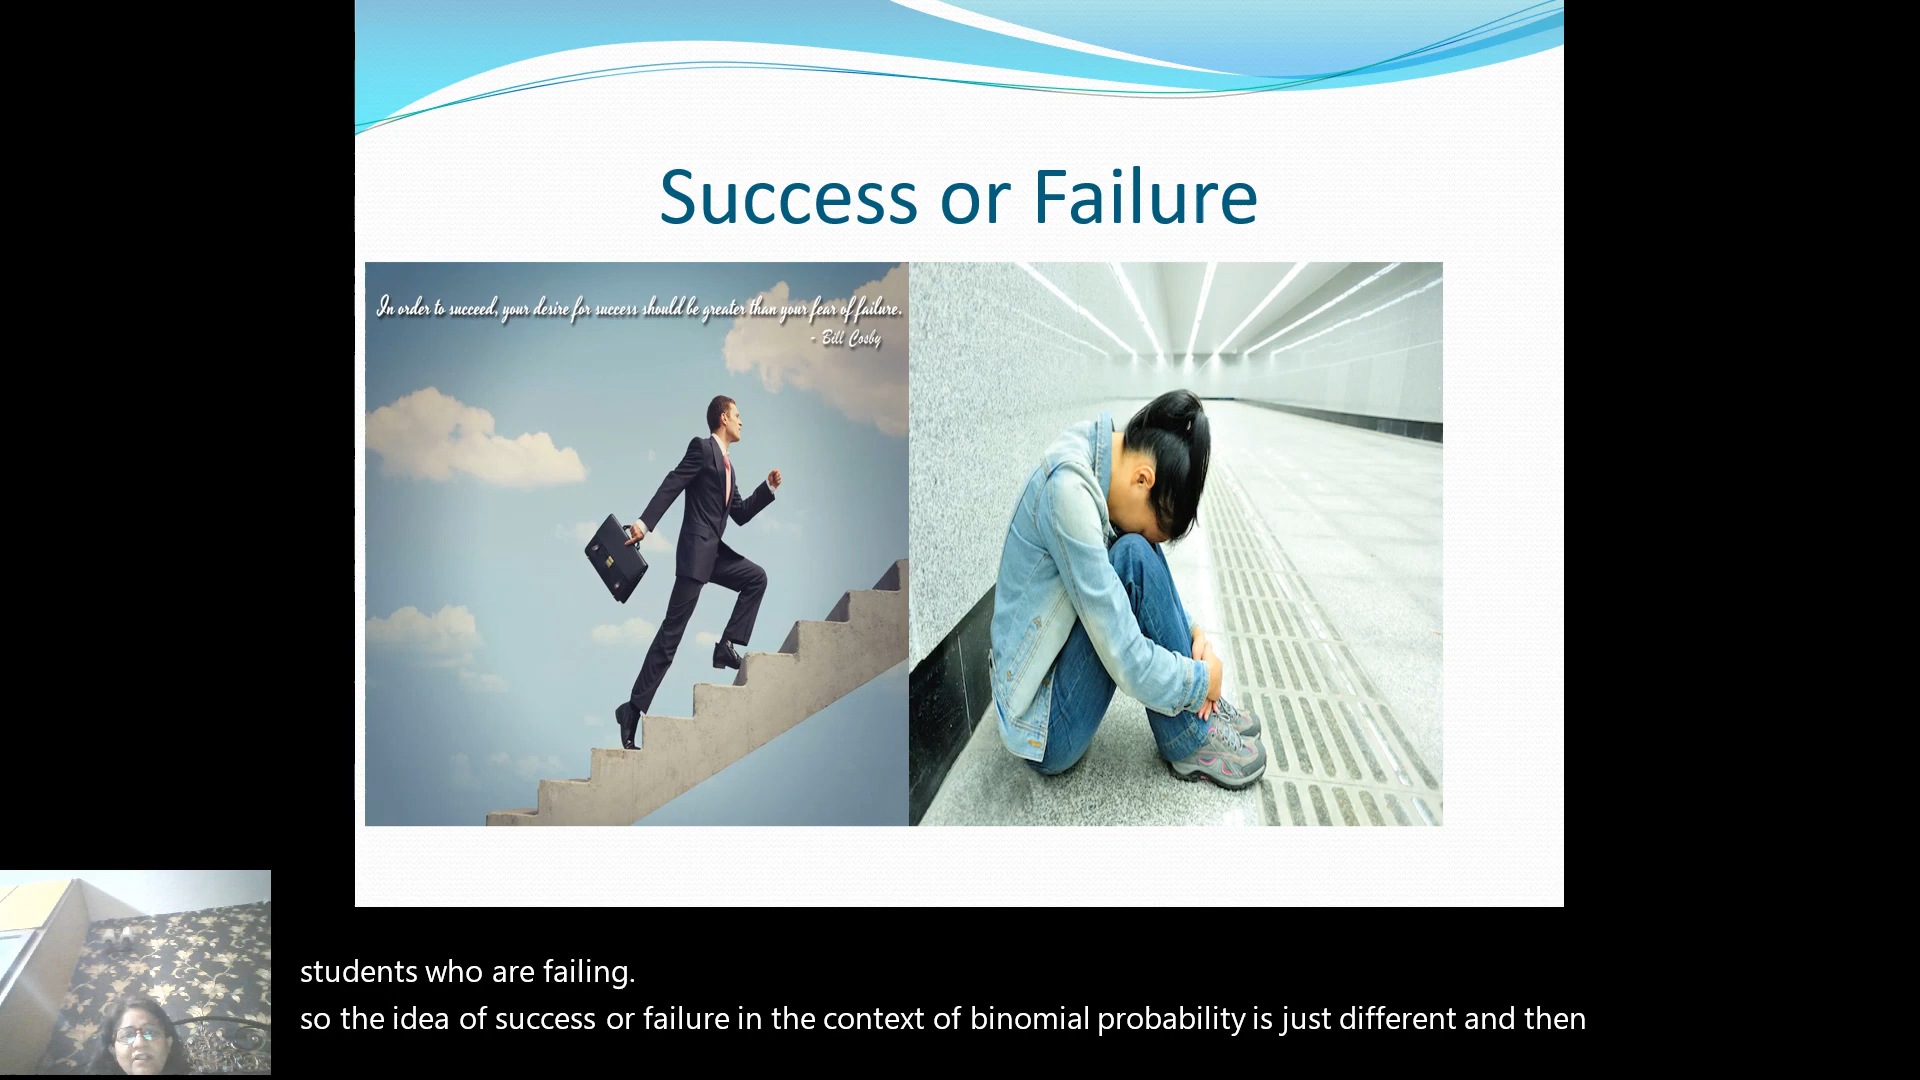 Success or Failure
In order to succeed, your desire for success should be greater than your fear of failure.
- Bill Cosby
students who are failing.
so the idea of success or failure in the context of binomial probability is just different and then